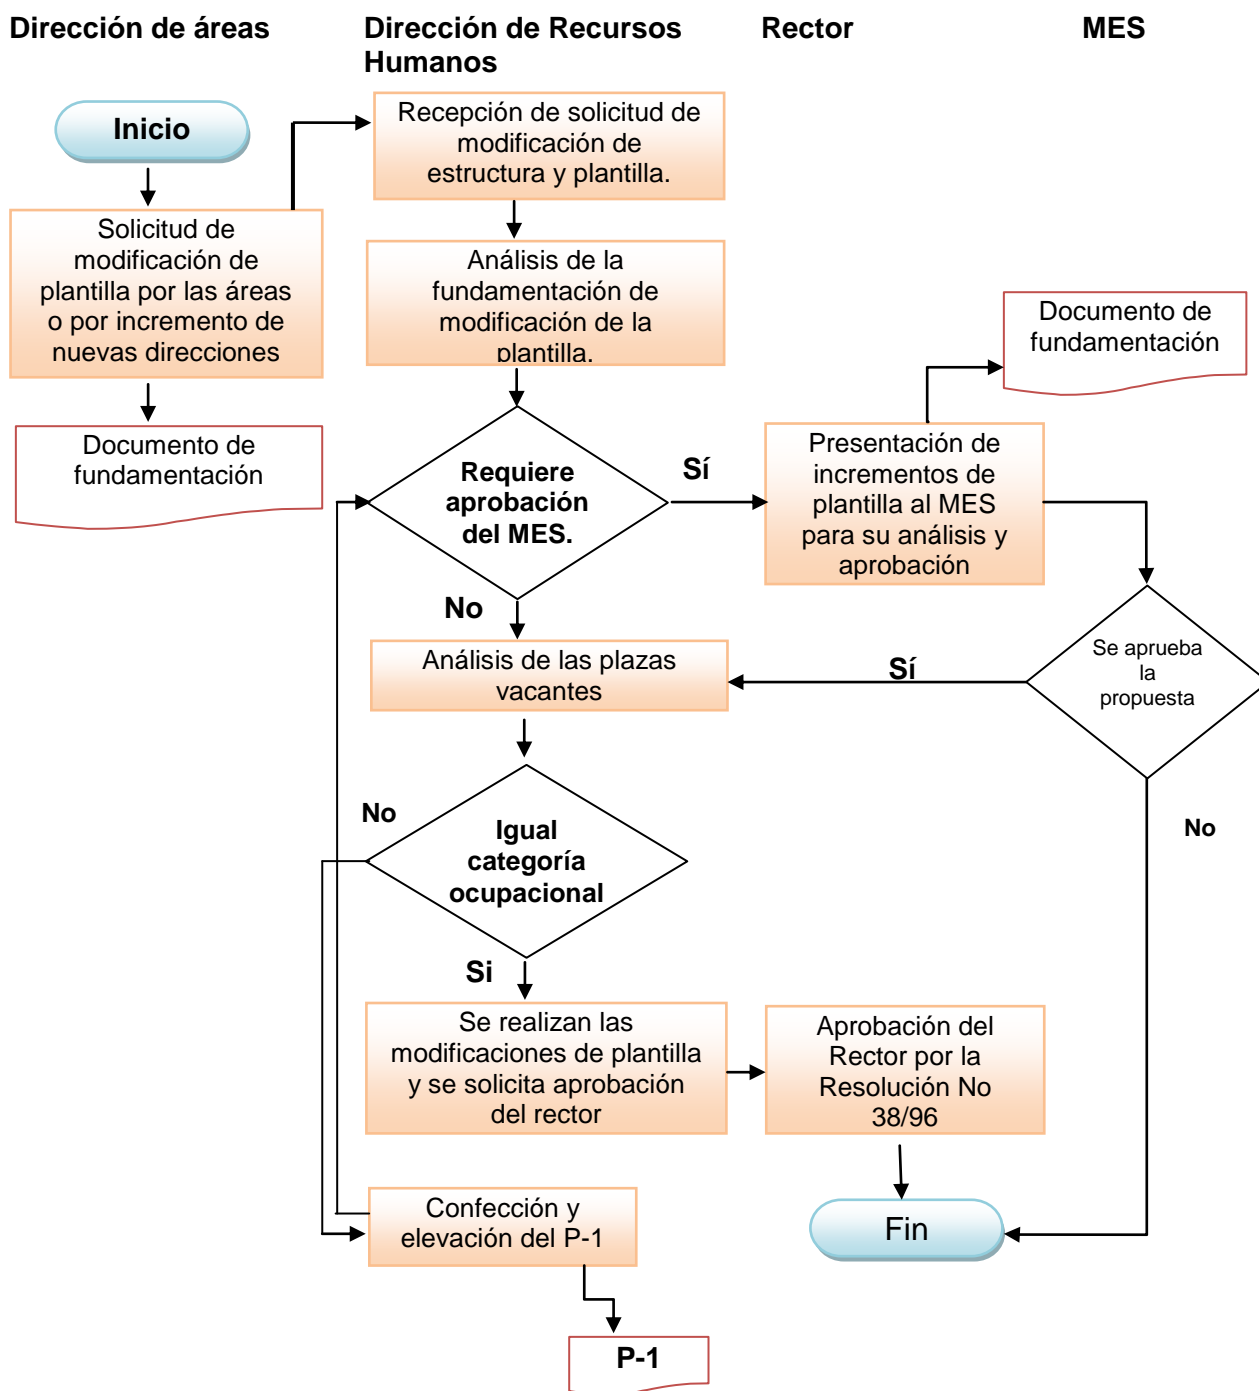 Dirección de áreas
Dirección de Recursos
Humanos
Rector
MES
Inicio
Solicitud de
modificación de
plantilla por las áreas
o por incremento de
nuevas direcciones
Documento de
fundamentación
Recepción de solicitud de
modificación de
estructura y plantilla.
Análisis de la
fundamentación de
modificación de la
plantilla.
Requiere
aprobación
del MES.
Sí
No
Presentación de
incrementos de
plantilla al MES
para su análisis y
aprobación
Documento de
fundamentación
Se aprueba
la
propuesta
Sí
No
Análisis de las plazas
vacantes
Igual
categoría
ocupacional
No
Si
Se realizan las
modificaciones de plantilla
y se solicita aprobación
del rector
Aprobación del
Rector por la
Resolución No
38/96
Confección y
elevación del P-1
P-1
Fin